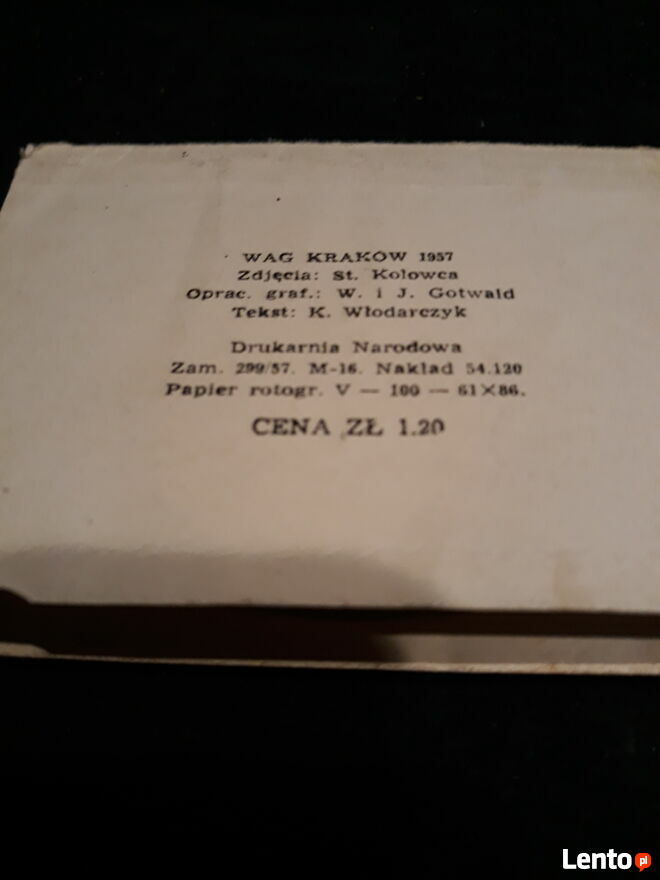 WAG KRAKÓW 1957
Zdjęcia: St. Kolowca
Oprac. graf.: W. i J. Gotwald
Tekst: K. Włodarczyk
Drukarnia Narodowa
Zam. 299/57. M-16. Nakład 54.120
Papier rotogr. V — 100 — 61×86.
CENA ZŁ 1.20
Lento pl